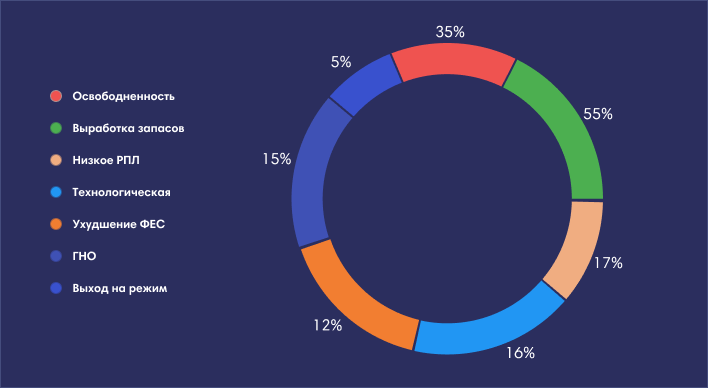 35%
5%
Освободненность
Выработка запасов
55%
Низкое РПЛ
15%
Технологическая
Ухудшение ФЕС
ГНО
17%
Выход на режим
12%
16%